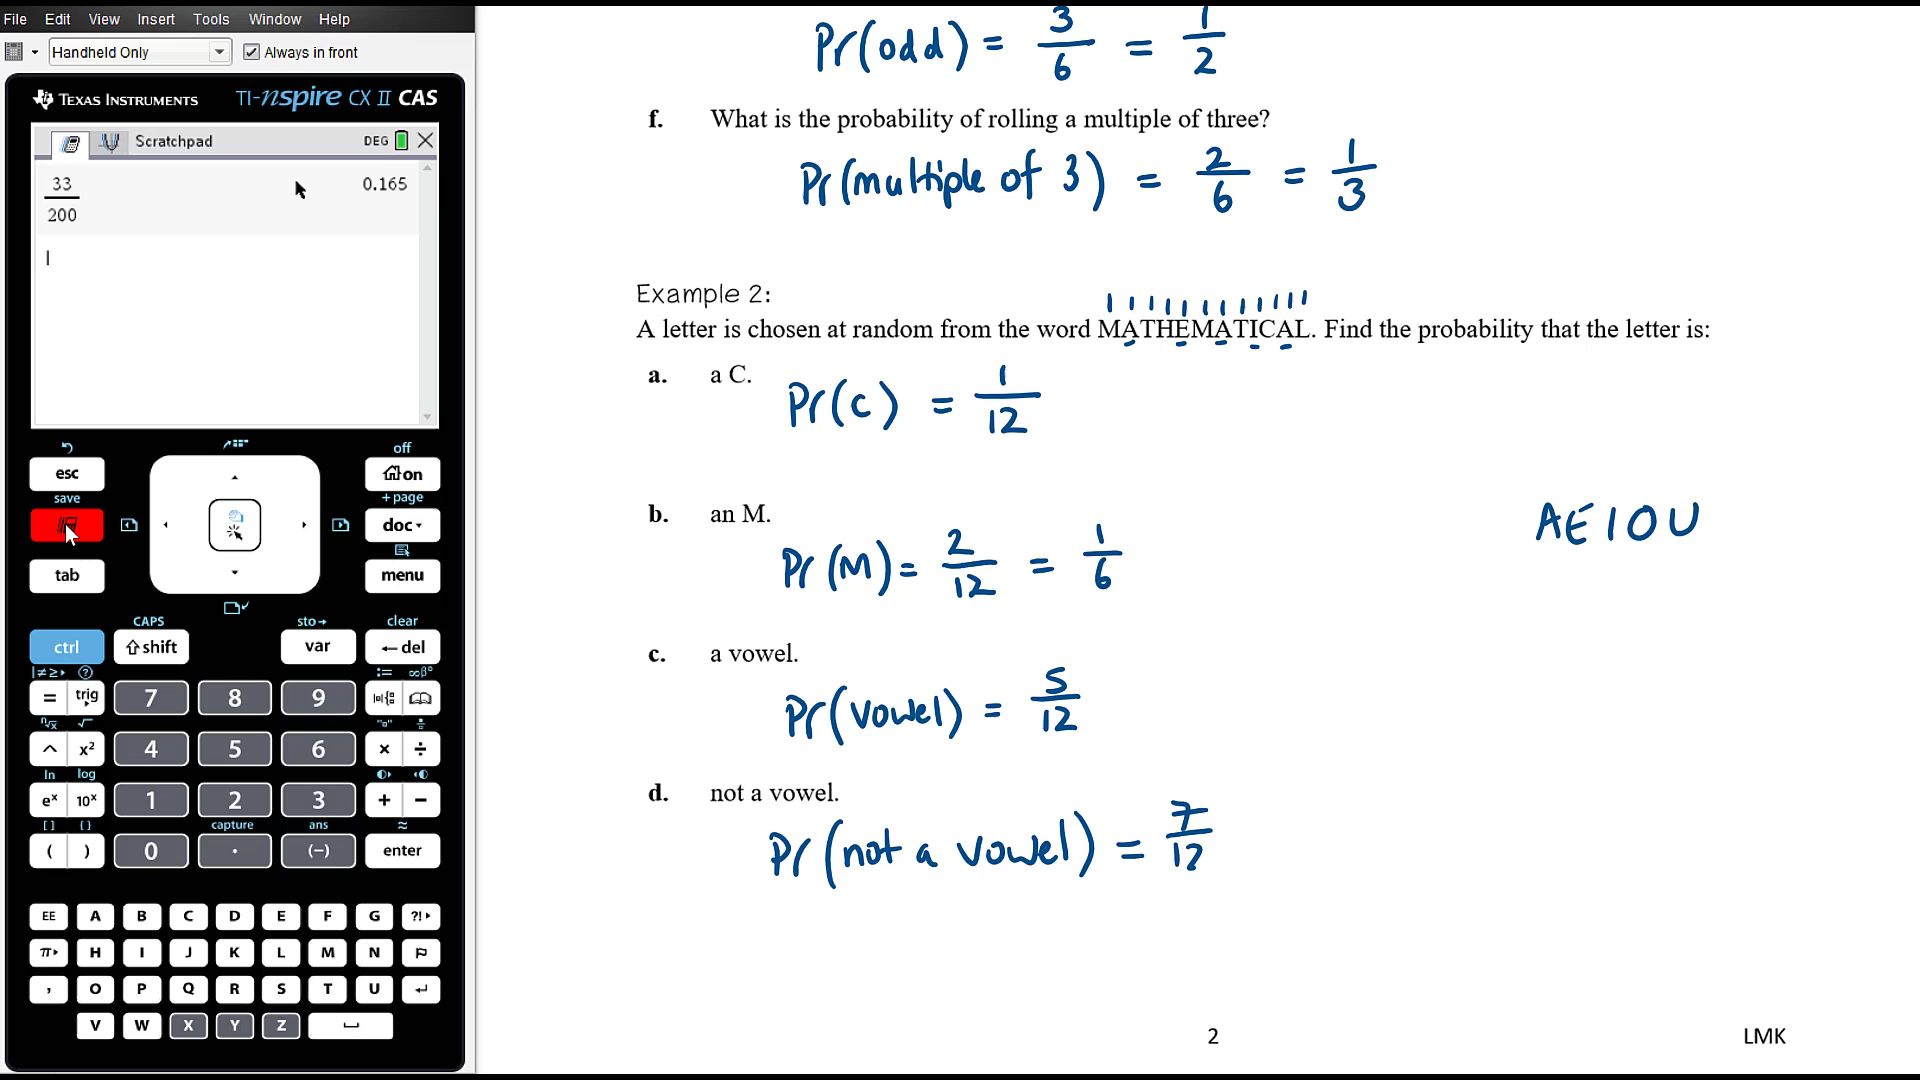 File Edit View Insert Tools Window Help
Handheld Only Always in front
TEXAS INSTRUMENTS TI-nspire CX II CAS
Scratchpad DEG
33/200 0.165
off
esc on
save + page
doc
tab menu
CAPS sto→ clear
ctrl ⇧shift var ←del
|≠≥▸ ? := ∞β°
= trig 7 8 9
ⁿ√x √
^ x² 4 5 6 × ÷
ln log
eˣ 10ˣ 1 2 3 + −
[ ] { } capture ans ≈
( ) 0 . (−) enter
EE A B C D E F G ?!▸
π▸ H I J K L M N
, O P Q R S T U ↵
V W X Y Z
Pr(odd) = 3/6 = 1/2
f. What is the probability of rolling a multiple of three?
Pr(multiple of 3) = 2/6 = 1/3
Example 2:
A letter is chosen at random from the word MATHEMATICAL. Find the probability that the letter is:
a. a C.
Pr(C) = 1/12
b. an M.
AEIOU
Pr(M) = 2/12 = 1/6
c. a vowel.
Pr(vowel) = 5/12
d. not a vowel.
Pr(not a vowel) = 7/12
2 LMK